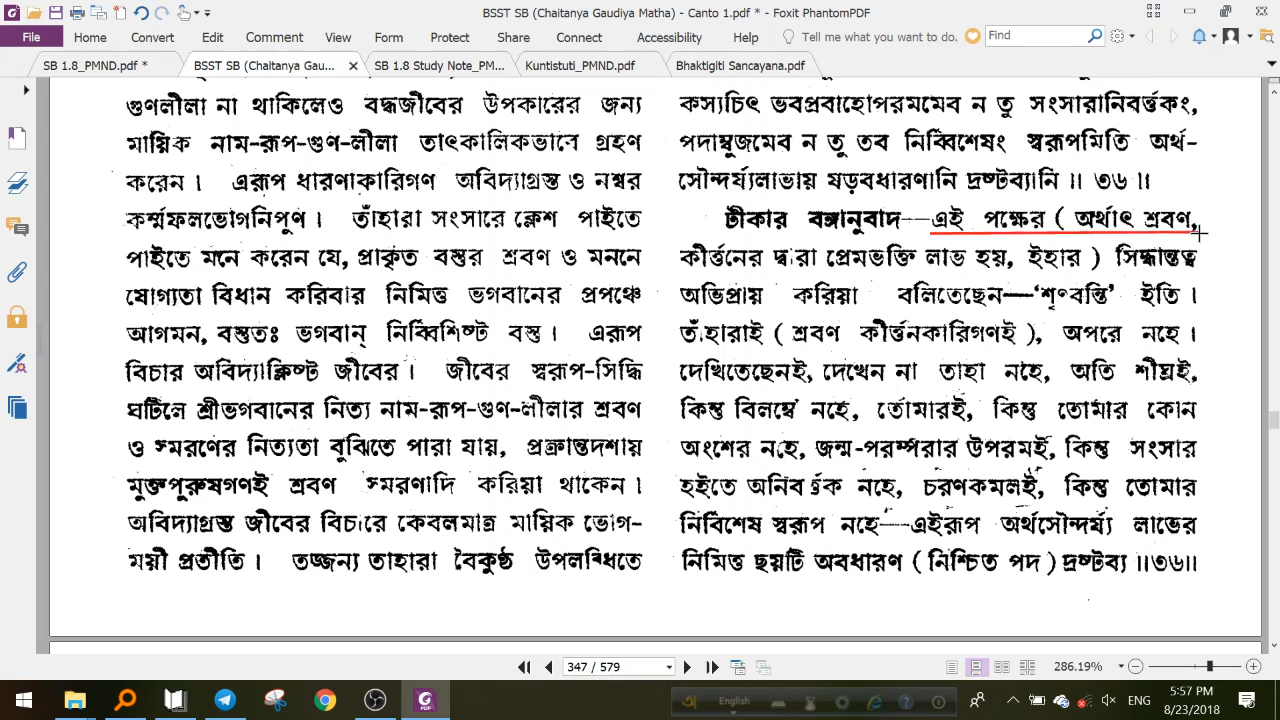 BSST SB (Chaitanya Gaudiya Matha) - Canto 1.pdf * - Foxit PhantomPDF
File Home Convert Edit Comment View Form Protect Share Connect Accessibility Help Tell me what you want to do. Find
SB 1.8_PMND.pdf * BSST SB (Chaitanya Gau... SB 1.8 Study Note_PM... Kuntistuti_PMND.pdf Bhaktigiti Sancayana.pdf
গুণলীলা না থাকিলেও বদ্ধজীবের উপকারের জন্য
মায়িক নাম-রূপ-গুণ-লীলা তাৎকালিকভাবে গ্রহণ
করেন। এরূপ ধারণাকারিগণ অবিদ্যাগ্রস্ত ও নশ্বর
কর্ম্মফলভোগনিপুণ। তাঁহারা সংসারে ক্লেশ পাইতে
পাইতে মনে করেন যে, প্রাকৃত বস্তুর শ্রবণ ও মননে
যোগ্যতা বিধান করিবার নিমিত্ত ভগবানের প্রপঞ্চে
আগমন, বস্তুতঃ ভগবান্ নির্ব্বিশিষ্ট বস্তু। এরূপ
বিচার অবিদ্যাক্লিষ্ট জীবের। জীবের স্বরূপ-সিদ্ধি
ঘটিলে শ্রীভগবানের নিত্য নাম-রূপ-গুণ-লীলার শ্রবণ
ও স্মরণের নিত্যতা বুঝিতে পারা যায়, প্রক্রান্তদশায়
মুক্তপুরুষগণই শ্রবণ স্মরণাদি করিয়া থাকেন।
অবিদ্যাগ্রস্ত জীবের বিচারে কেবলমাত্র মায়িক ভোগ-
ময়ী প্রতীতি। তজ্জন্য তাহারা বৈকুণ্ঠ উপলব্ধিতে
কস্যচিৎ ভবপ্রবাহোপরমমেব ন তু সংসারানিবর্ত্তকং,
পদাম্বুজমেব ন তু তব নির্ব্বিশেষং স্বরূপমিতি অর্থ-
সৌন্দর্য্যলাভায় ষড়বধারণানি দ্রষ্টব্যানি॥ ৩৬॥
টীকার বঙ্গানুবাদ—এই পক্ষের (অর্থাৎ শ্রবণ,
কীর্ত্তনের দ্বারা প্রেমভক্তি লাভ হয়, ইহার) সিদ্ধান্তত্ব
অভিপ্রায় করিয়া বলিতেছেন—‘শৃণ্বন্তি’ ইতি।
তাঁহারাই (শ্রবণ কীর্ত্তনকারিগণই), অপরে নহে।
দেখিতেছেনই, দেখেন না তাহা নহে, অতি শীঘ্রই,
কিন্তু বিলম্বে নহে, তোমারই, কিন্তু তোমার কোন
অংশের নহে, জন্ম-পরম্পরার উপরমই, কিন্তু সংসার
হইতে অনিবর্ত্তক নহে, চরণকমলই, কিন্তু তোমার
নির্বিশেষ স্বরূপ নহে—এইরূপ অর্থসৌন্দর্য্য লাভের
নিমিত্ত ছয়টি অবধারণ (নিশ্চিত পদ) দ্রষ্টব্য॥৩৬॥
347 / 579 286.19%
English ENG 5:57 PM
8/23/2018